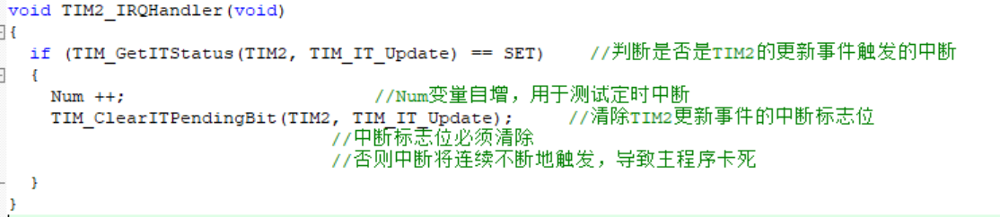 void TIM2_IRQHandler(void)
{
if (TIM_GetITStatus(TIM2, TIM_IT_Update) == SET) //判断是否是TIM2的更新事件触发的中断
{
Num ++; //Num变量自增，用于测试定时中断
TIM_ClearITPendingBit(TIM2, TIM_IT_Update); //清除TIM2更新事件的中断标志位
//中断标志位必须清除
//否则中断将连续不断地触发，导致主程序卡死
}
}